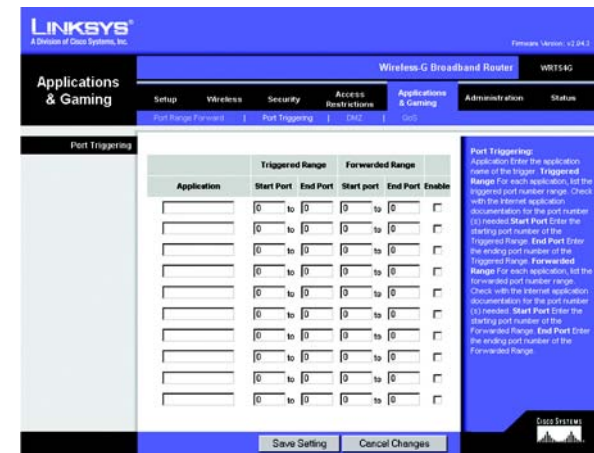 LINKSYS®
A Division of Cisco Systems, Inc.
Firmware Version: v2.04.3
Wireless-G Broadband Router WRT54G
Applications
& Gaming
Setup Wireless Security Access Restrictions Applications & Gaming Administration Status
Port Range Forward | Port Triggering | DMZ | QoS
Port Triggering
Triggered Range Forwarded Range
Application Start Port End Port Start port End Port Enable
0 to 0 0 to 0
0 to 0 0 to 0
0 to 0 0 to 0
0 to 0 0 to 0
0 to 0 0 to 0
0 to 0 0 to 0
0 to 0 0 to 0
0 to 0 0 to 0
0 to 0 0 to 0
0 to 0 0 to 0
Port Triggering:
Application Enter the application
name of the trigger. Triggered
Range For each application, list the
triggered port number range. Check
with the Internet application
documentation for the port number
(s) needed. Start Port Enter the
starting port number of the
Triggered Range. End Port Enter
the ending port number of the
Triggered Range. Forwarded
Range For each application, list the
forwarded port number range.
Check with the Internet application
documentation for the port number
(s) needed. Start Port Enter the
starting port number of the
Forwarded Range. End Port Enter
the ending port number of the
Forwarded Range.
Save Setting Cancel Changes
CISCO SYSTEMS